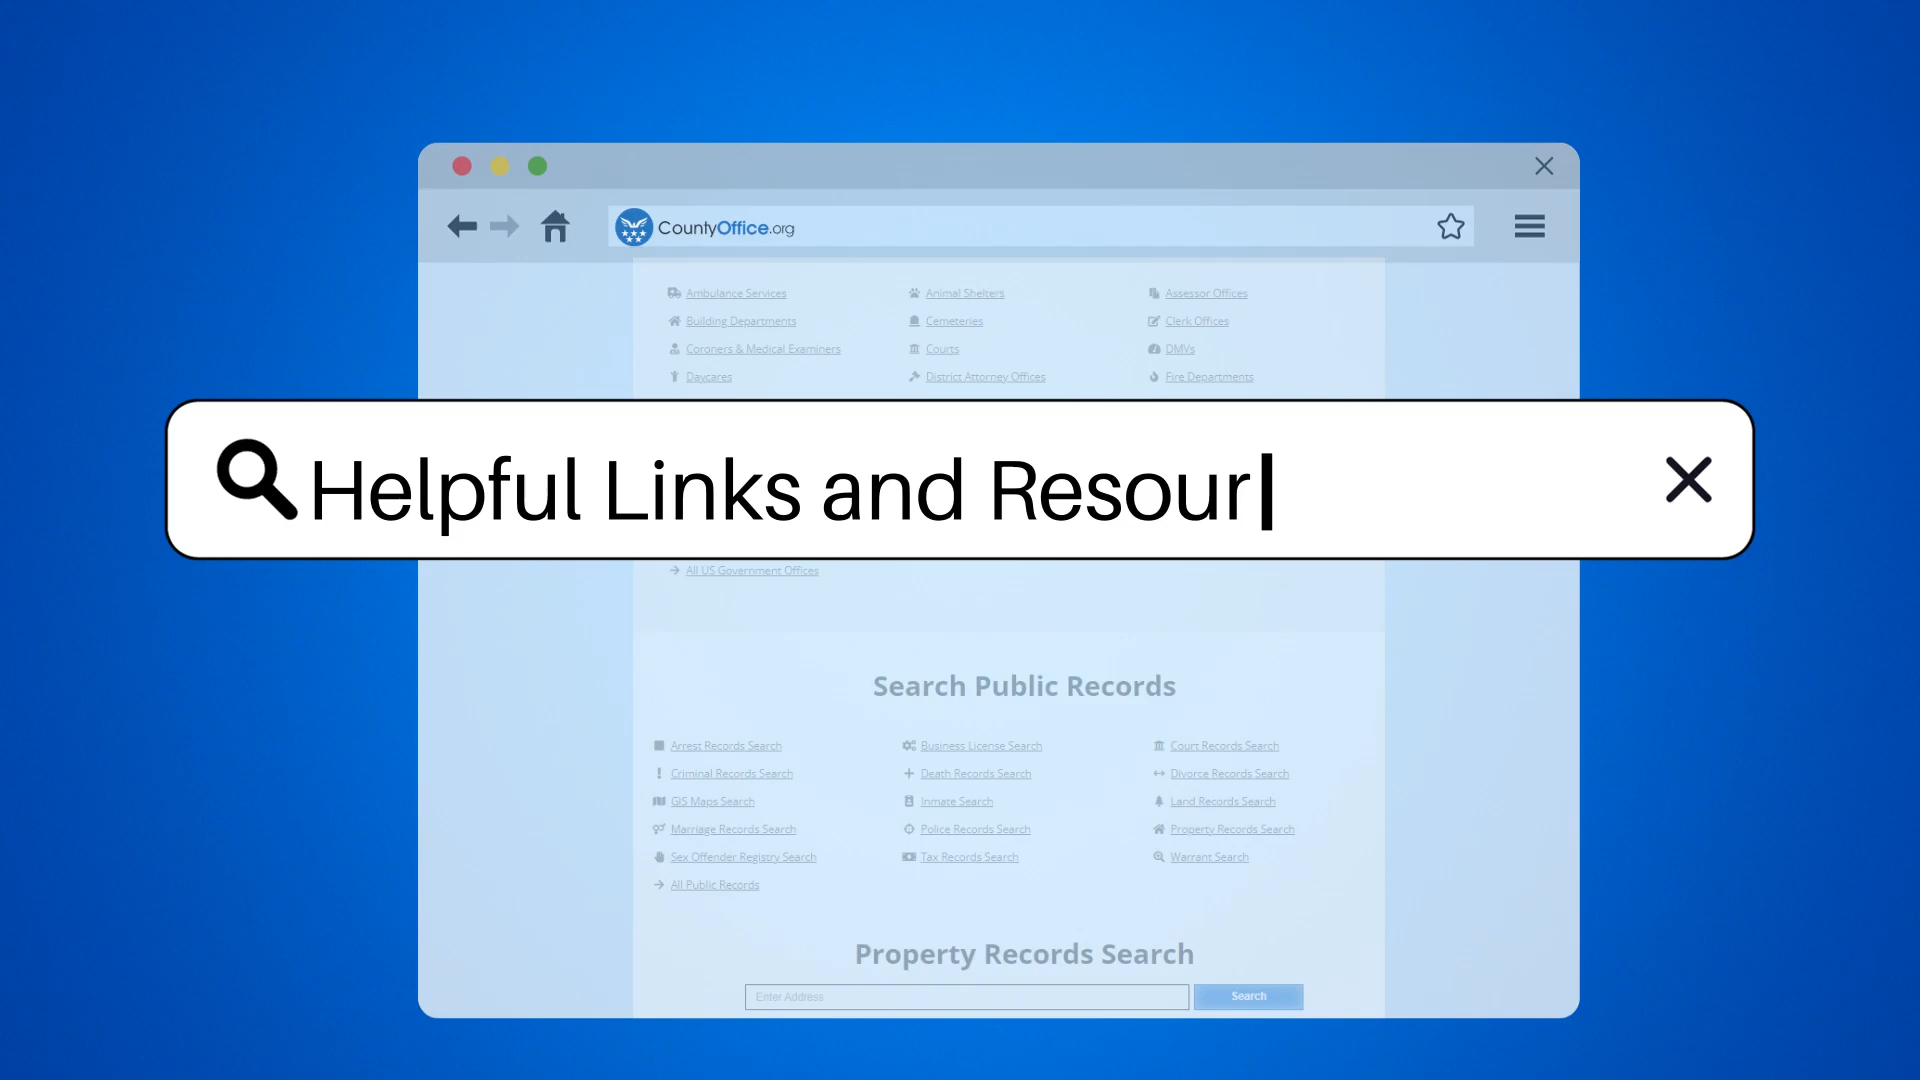 CountyOffice.org
Ambulance Services Animal Shelters Assessor Offices
Building Departments Cemeteries Clerk Offices
Coroners & Medical Examiners Courts DMVs
Daycares District Attorney Offices Fire Departments
Helpful Links and Resour
All US Government Offices
Search Public Records
Arrest Records Search Business License Search Court Records Search
Criminal Records Search Death Records Search Divorce Records Search
GIS Maps Search Inmate Search Land Records Search
Marriage Records Search Police Records Search Property Records Search
Sex Offender Registry Search Tax Records Search Warrant Search
All Public Records
Property Records Search
Enter Address Search